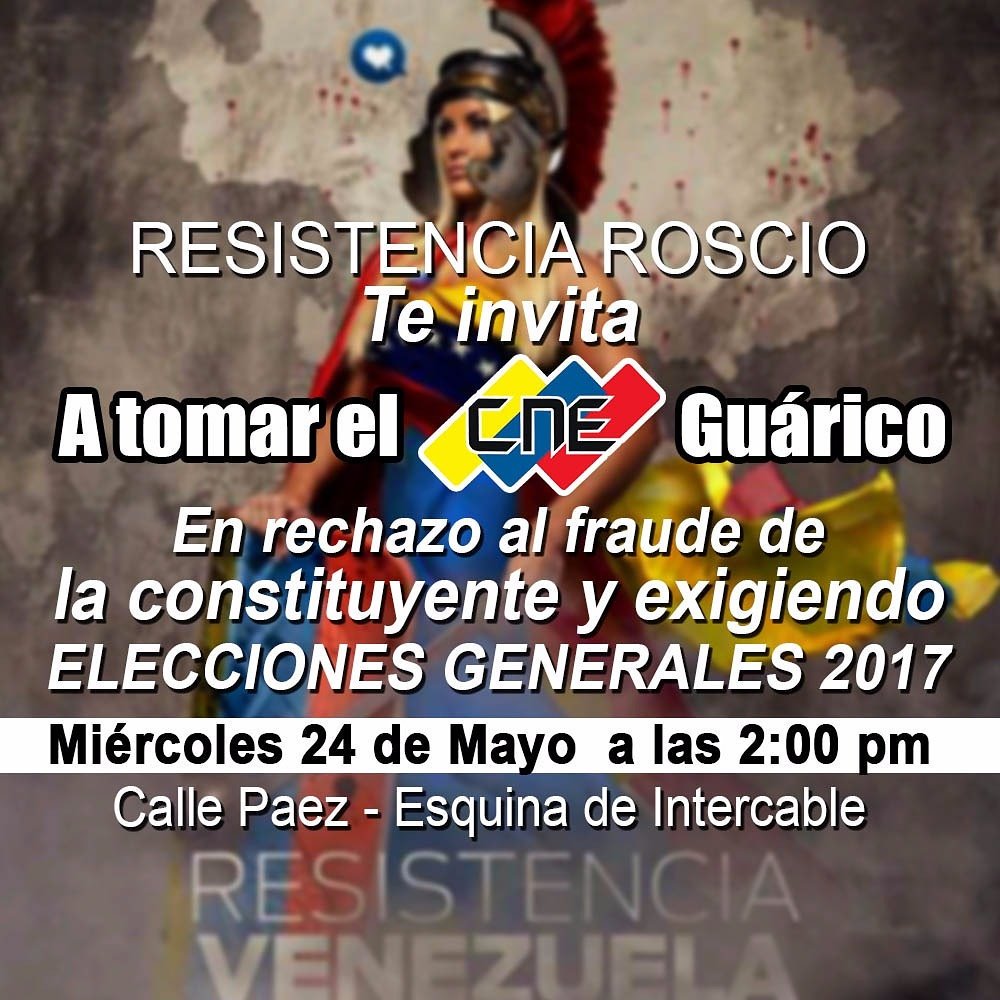 RESISTENCIA ROSCIO
Te invita
A tomar el CNE Guárico
En rechazo al fraude de
la constituyente y exigiendo
ELECCIONES GENERALES 2017
Miércoles 24 de Mayo a las 2:00 pm
Calle Paez - Esquina de Intercable
RESISTENCIA
VENEZUELA